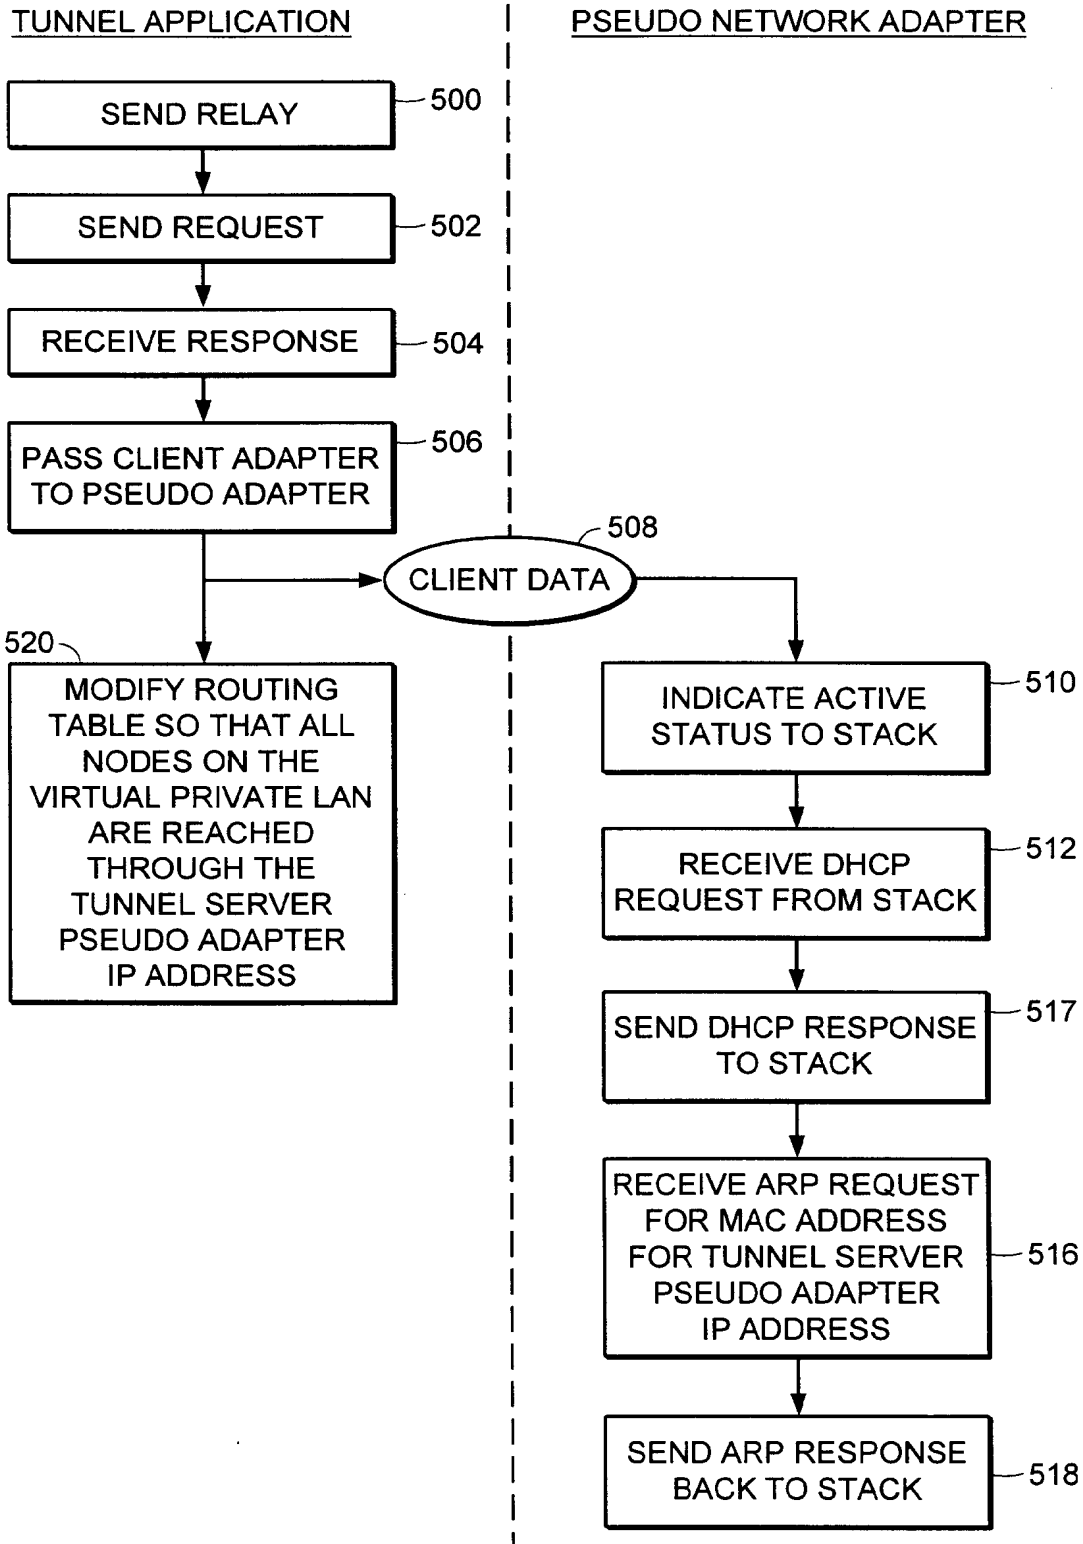 TUNNEL APPLICATION
PSEUDO NETWORK ADAPTER
SEND RELAY
500
SEND REQUEST
502
RECEIVE RESPONSE
504
PASS CLIENT ADAPTER
TO PSEUDO ADAPTER
506
CLIENT DATA
508
520
MODIFY ROUTING
TABLE SO THAT ALL
NODES ON THE
VIRTUAL PRIVATE LAN
ARE REACHED
THROUGH THE
TUNNEL SERVER
PSEUDO ADAPTER
IP ADDRESS
INDICATE ACTIVE
STATUS TO STACK
510
RECEIVE DHCP
REQUEST FROM STACK
512
SEND DHCP RESPONSE
TO STACK
517
RECEIVE ARP REQUEST
FOR MAC ADDRESS
FOR TUNNEL SERVER
PSEUDO ADAPTER
IP ADDRESS
516
SEND ARP RESPONSE
BACK TO STACK
518